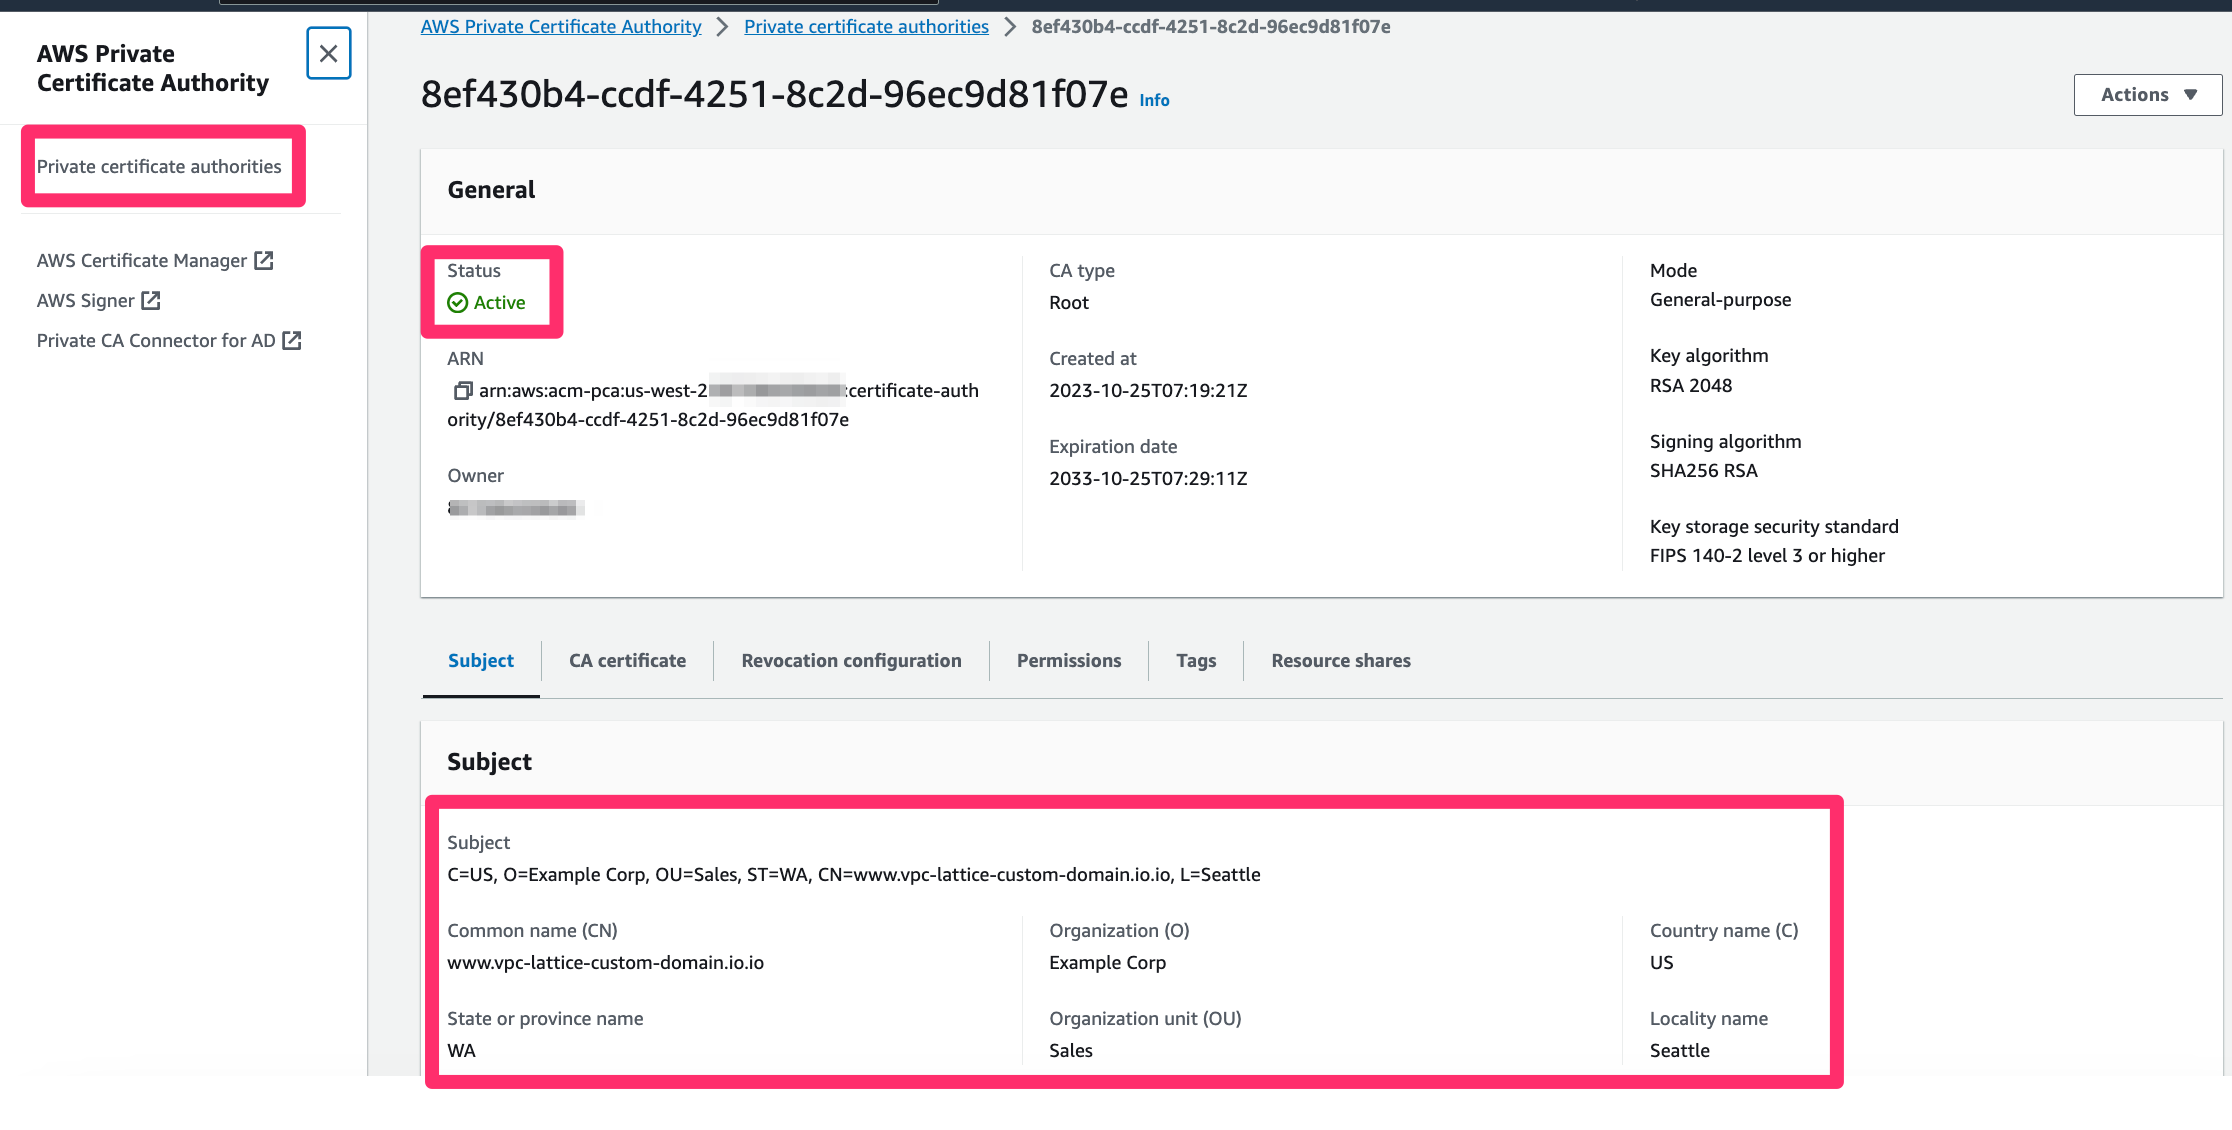 AWS Private Certificate Authority > Private certificate authorities > 8ef430b4-ccdf-4251-8c2d-96ec9d81f07e
AWS Private
Certificate Authority
Private certificate authorities
AWS Certificate Manager
AWS Signer
Private CA Connector for AD
8ef430b4-ccdf-4251-8c2d-96ec9d81f07e Info
Actions
General
Status
Active
ARN
arn:aws:acm-pca:us-west-2 :certificate-auth
ority/8ef430b4-ccdf-4251-8c2d-96ec9d81f07e
Owner
CA type
Root
Created at
2023-10-25T07:19:21Z
Expiration date
2033-10-25T07:29:11Z
Mode
General-purpose
Key algorithm
RSA 2048
Signing algorithm
SHA256 RSA
Key storage security standard
FIPS 140-2 level 3 or higher
Subject CA certificate Revocation configuration Permissions Tags Resource shares
Subject
Subject
C=US, O=Example Corp, OU=Sales, ST=WA, CN=www.vpc-lattice-custom-domain.io.io, L=Seattle
Common name (CN)
www.vpc-lattice-custom-domain.io.io
State or province name
WA
Organization (O)
Example Corp
Organization unit (OU)
Sales
Country name (C)
US
Locality name
Seattle